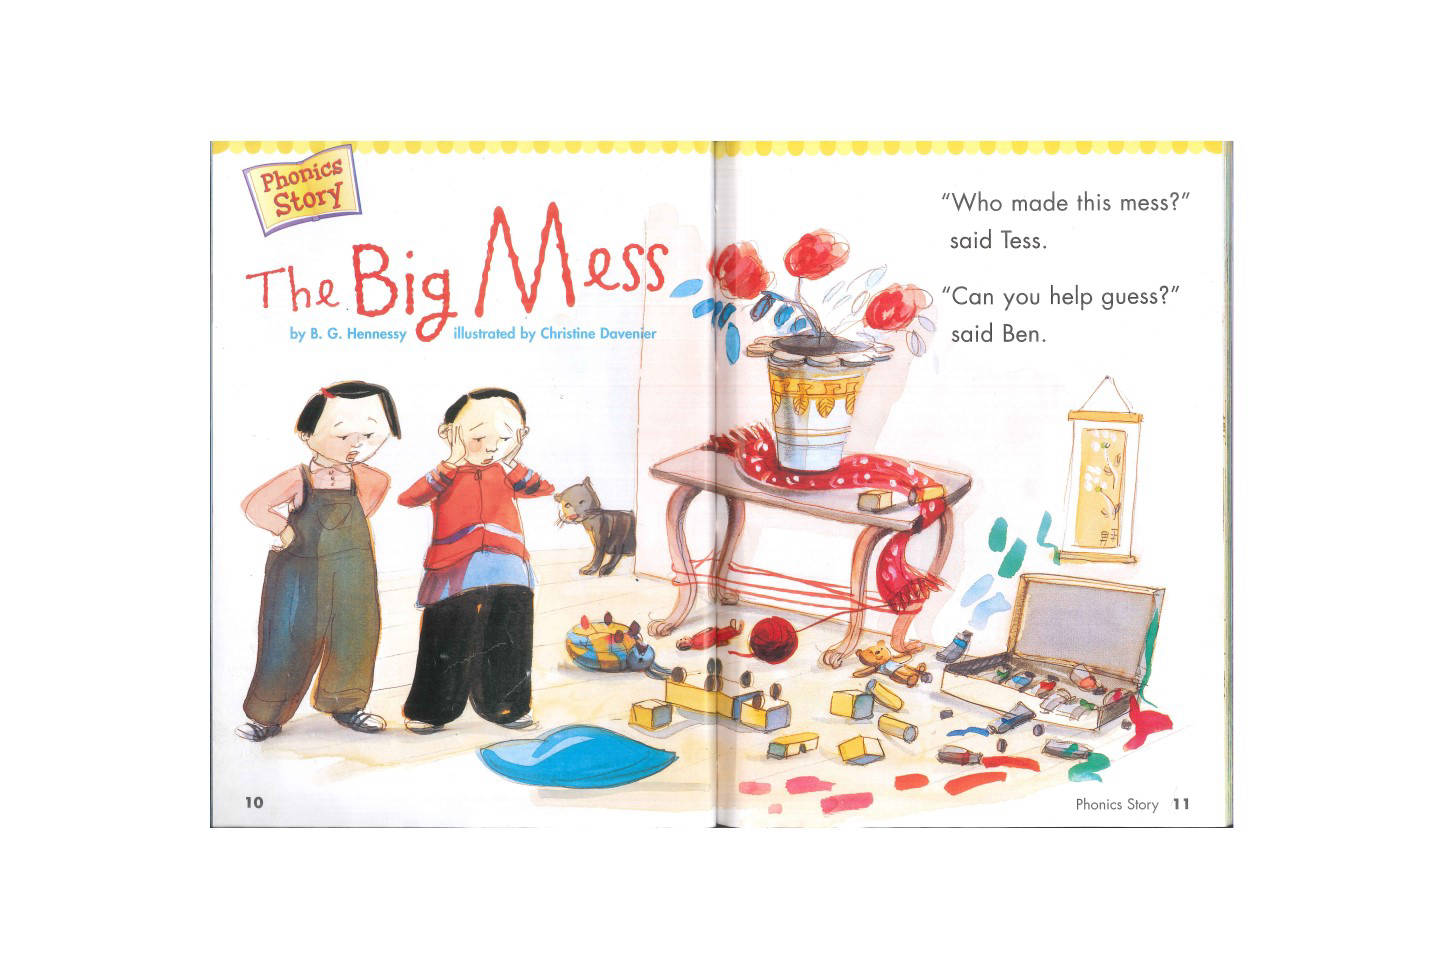 Phonics
Story
The Big Mess
by B. G. Hennessy illustrated by Christine Davenier
"Who made this mess?"
said Tess.
"Can you help guess?"
said Ben.
10
Phonics Story 11